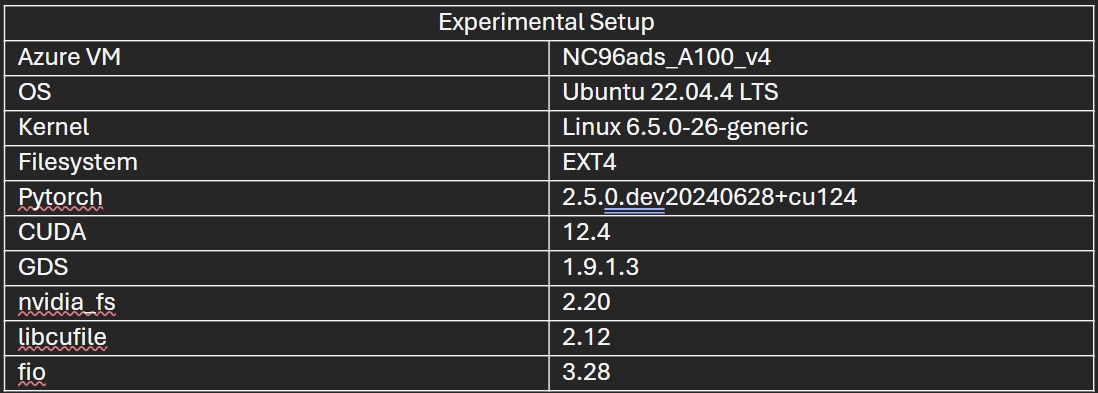 Experimental Setup
Azure VM NC96ads_A100_v4
OS Ubuntu 22.04.4 LTS
Kernel Linux 6.5.0-26-generic
Filesystem EXT4
Pytorch 2.5.0.dev20240628+cu124
CUDA 12.4
GDS 1.9.1.3
nvidia_fs 2.20
libcufile 2.12
fio 3.28